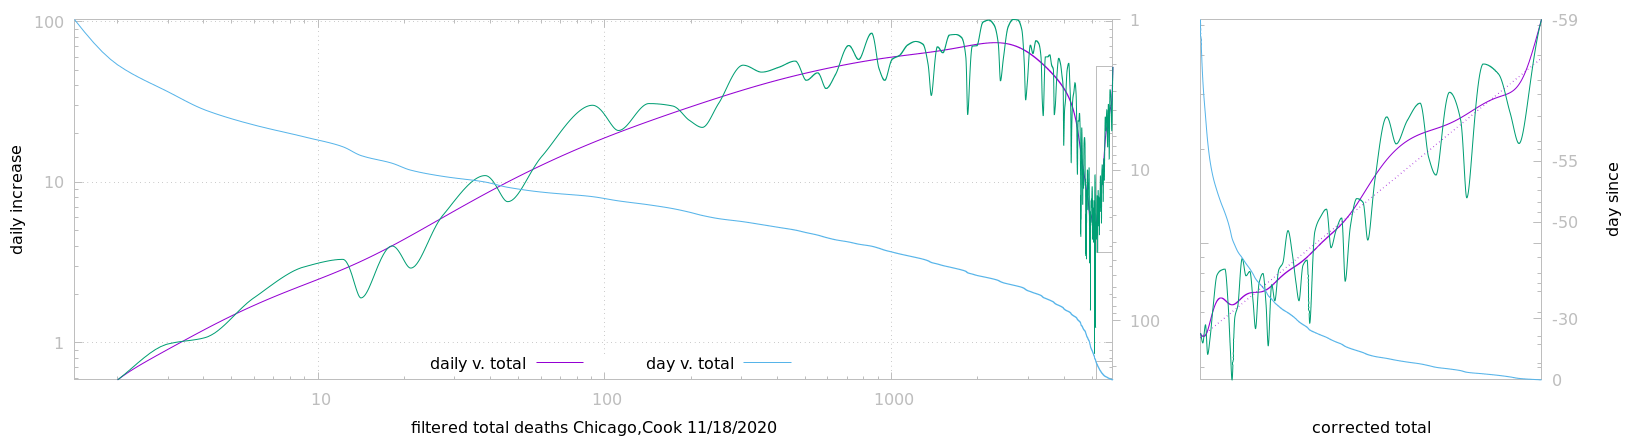 100
10
1
daily increase
10
100
1000
filtered total deaths Chicago,Cook 11/18/2020
daily v. total
day v. total
1
10
100
-59
-55
-50
-30
0
day since
corrected total